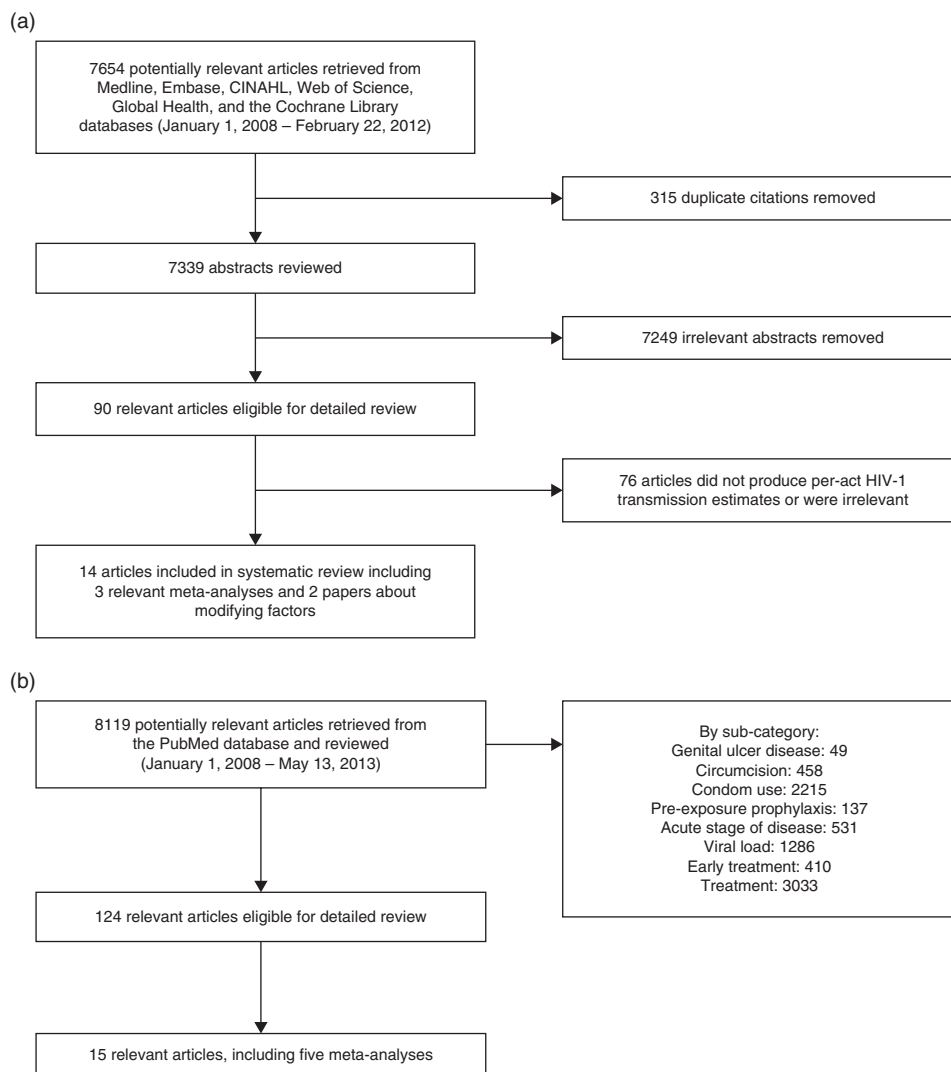 (a)
7654 potentially relevant articles retrieved from
Medline, Embase, CINAHL, Web of Science,
Global Health, and the Cochrane Library
databases (January 1, 2008 – February 22, 2012)
315 duplicate citations removed
7339 abstracts reviewed
7249 irrelevant abstracts removed
90 relevant articles eligible for detailed review
76 articles did not produce per-act HIV-1
transmission estimates or were irrelevant
14 articles included in systematic review including
3 relevant meta-analyses and 2 papers about
modifying factors
(b)
8119 potentially relevant articles retrieved from
the PubMed database and reviewed
(January 1, 2008 – May 13, 2013)
By sub-category:
Genital ulcer disease: 49
Circumcision: 458
Condom use: 2215
Pre-exposure prophylaxis: 137
Acute stage of disease: 531
Viral load: 1286
Early treatment: 410
Treatment: 3033
124 relevant articles eligible for detailed review
15 relevant articles, including five meta-analyses